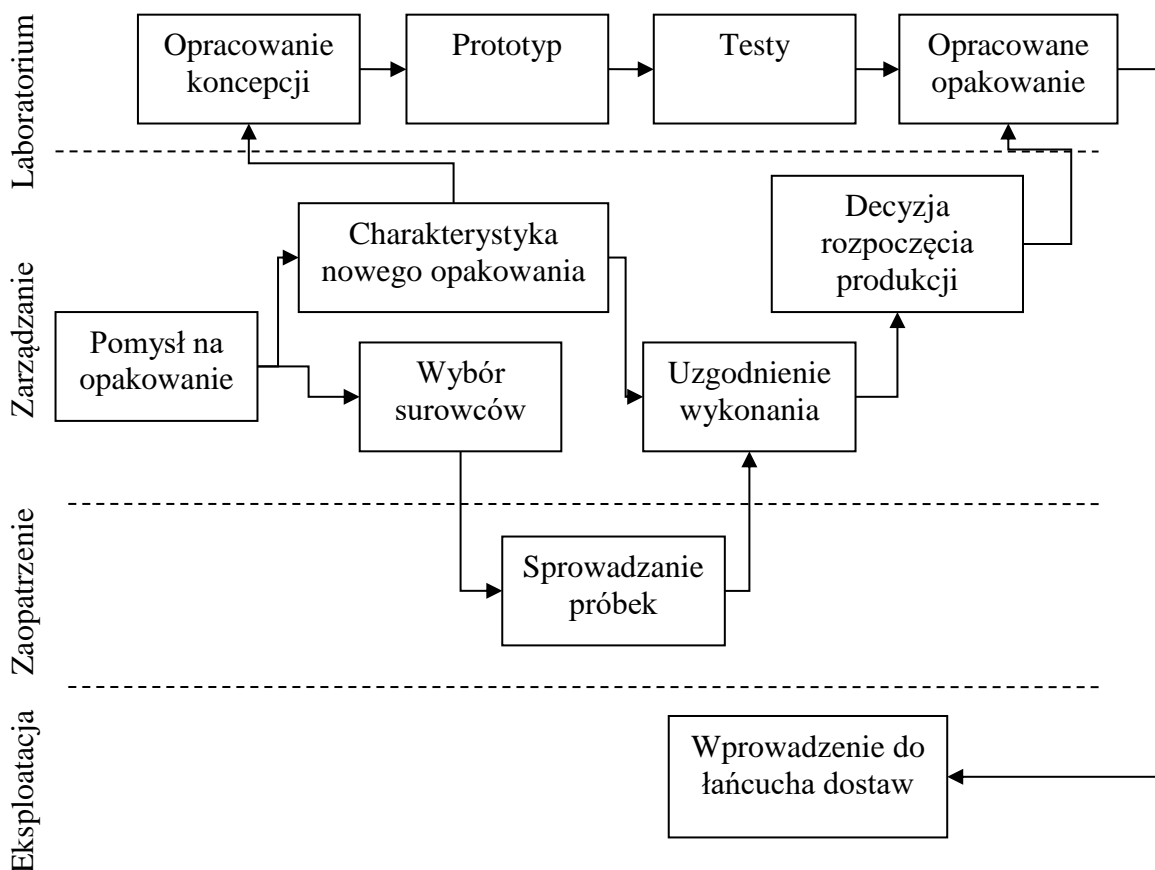 Laboratorium
Opracowanie
koncepcji
Prototyp
Testy
Opracowane
opakowanie
Zarządzanie
Charakterystyka
nowego opakowania
Decyzja
rozpoczęcia
produkcji
Pomysł na
opakowanie
Wybór
surowców
Uzgodnienie
wykonania
Zaopatrzenie
Sprowadzanie
próbek
Eksploatacja
Wprowadzenie do
łańcucha dostaw